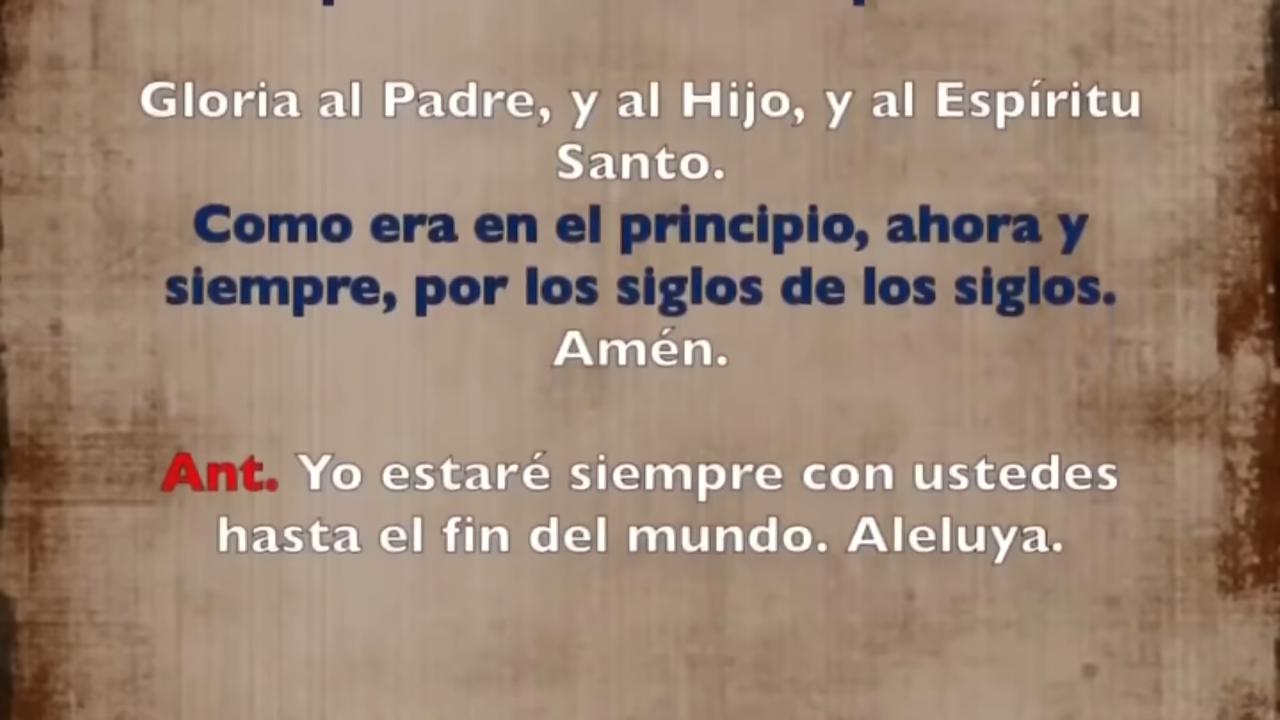 Gloria al Padre, y al Hijo, y al Espíritu
Santo.
Como era en el principio, ahora y
siempre, por los siglos de los siglos.
Amén.
Ant. Yo estaré siempre con ustedes
hasta el fin del mundo. Aleluya.